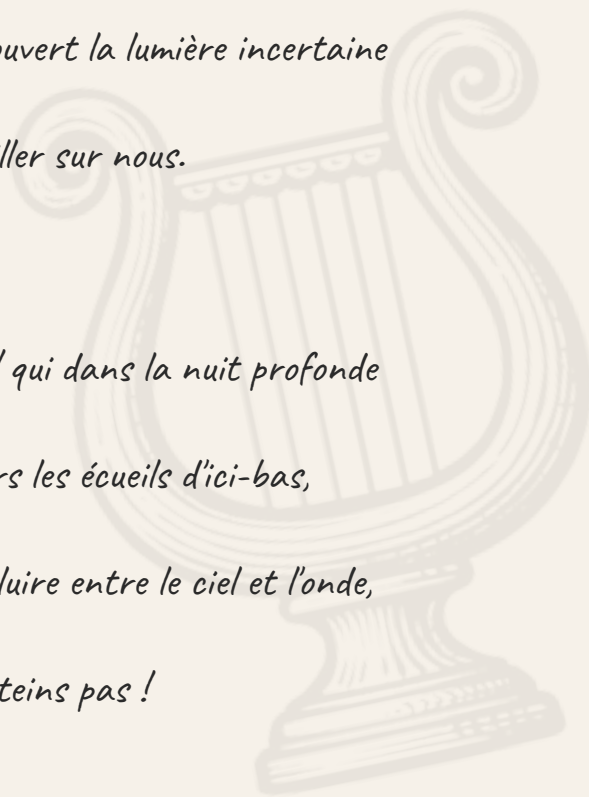 ouvert la lumière incertaine
ller sur nous.
qui dans la nuit profonde
rs les écueils d'ici-bas,
luire entre le ciel et l'onde,
teins pas !